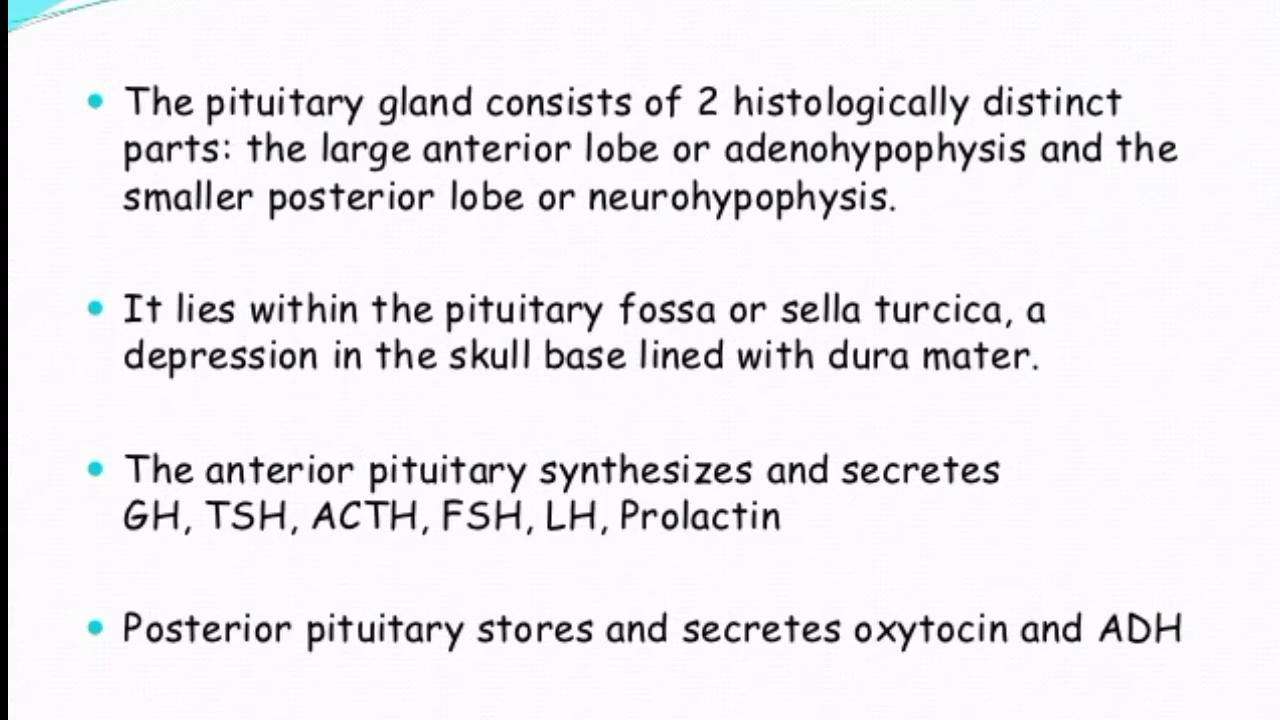 • The pituitary gland consists of 2 histologically distinct
parts: the large anterior lobe or adenohypophysis and the
smaller posterior lobe or neurohypophysis.
• It lies within the pituitary fossa or sella turcica, a
depression in the skull base lined with dura mater.
• The anterior pituitary synthesizes and secretes
GH, TSH, ACTH, FSH, LH, Prolactin
• Posterior pituitary stores and secretes oxytocin and ADH